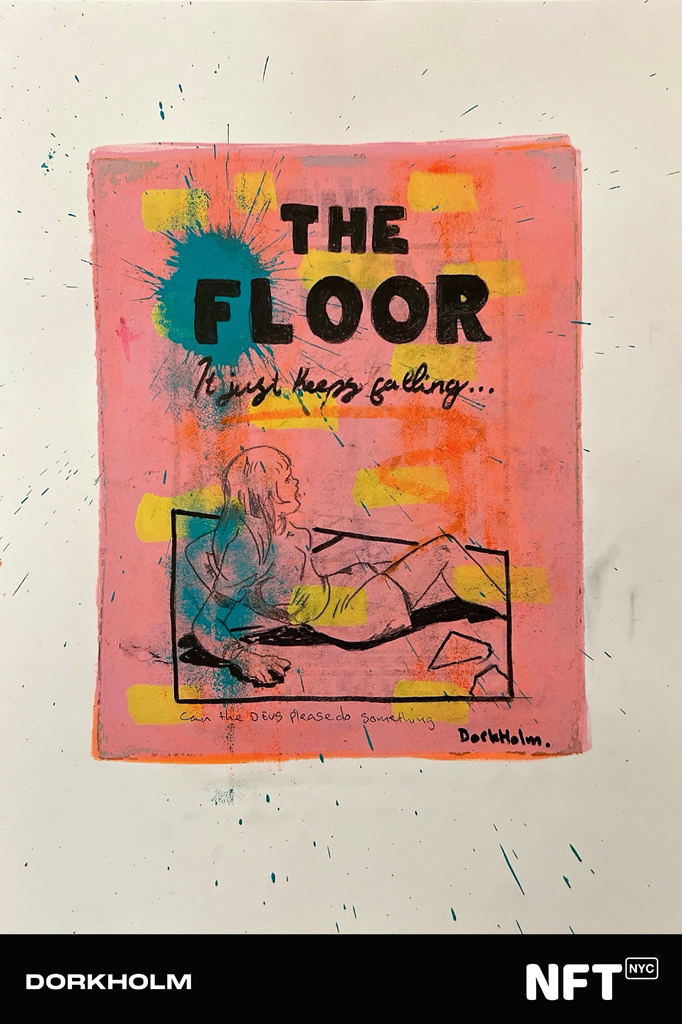 THE
FLOOR
It just keeps falling...
Can the DEVS Please do something
DorkHolm.
DORKHOLM
NFT NYC